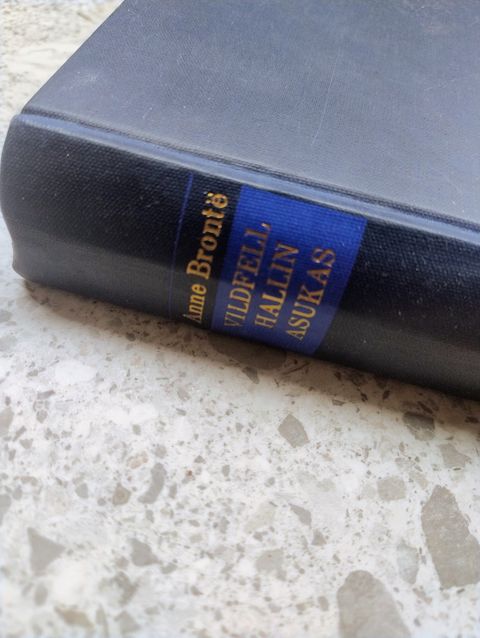 Anne Brontë
VILDFELL
HALLIN
ASUKAS